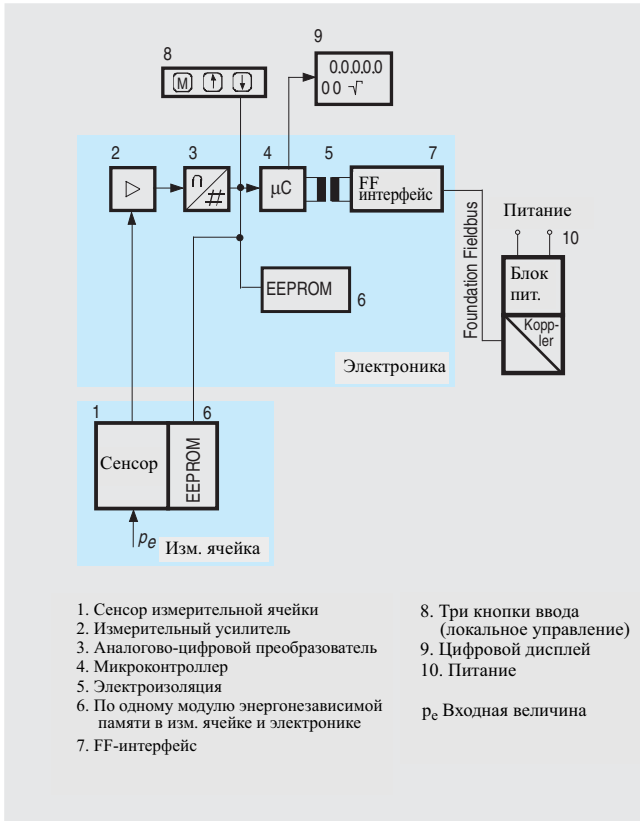 9
8
0.0.0.0.0
0 0 √
M ↑ ↓
2
3
4
5
7
∩
#
μC
FF
интерфейс
Питание
10
Foundation Fieldbus
Блок
пит.
EEPROM
6
Kopp-
ler
Электроника
1
6
Сенсор
EEPROM
pe
Изм. ячейка
1. Сенсор измерительной ячейки
2. Измерительный усилитель
3. Аналогово-цифровой преобразователь
4. Микроконтроллер
5. Электроизоляция
6. По одному модулю энергонезависимой
памяти в изм. ячейке и электронике
7. FF-интерфейс
8. Три кнопки ввода
(локальное управление)
9. Цифровой дисплей
10. Питание
pe Входная величина